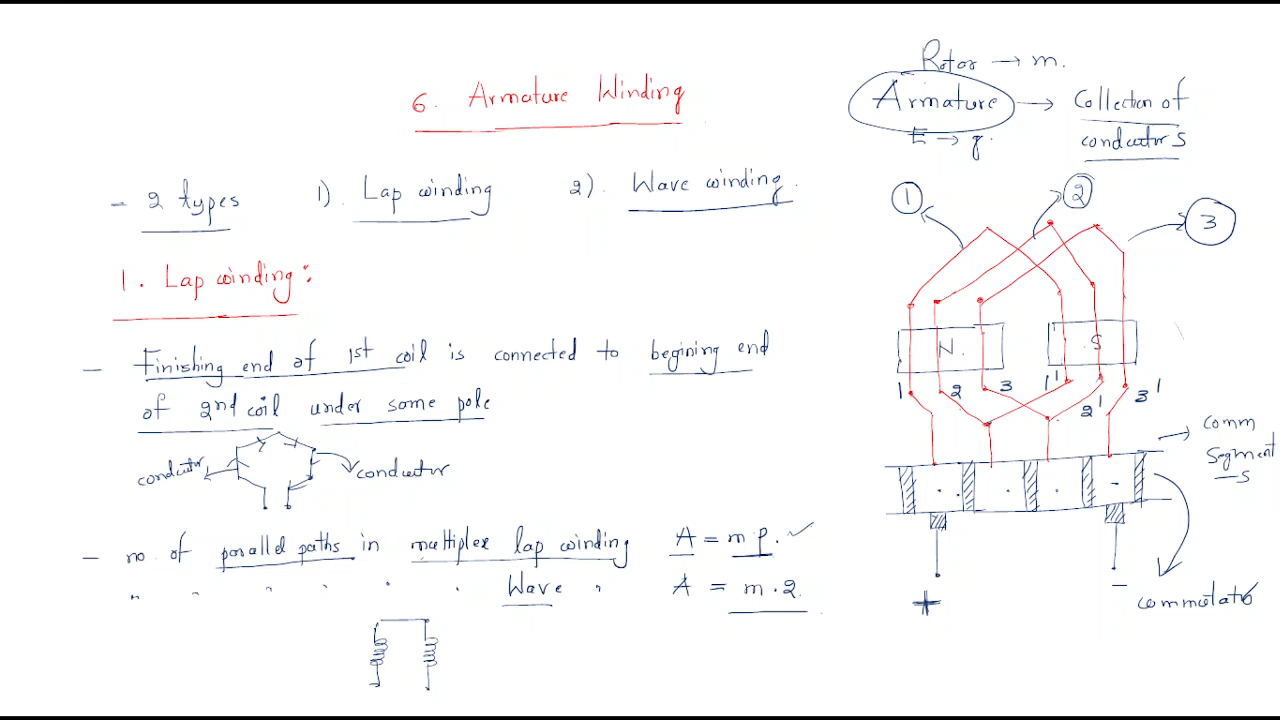 6. Armature Winding
- 2 types 1). Lap winding 2). Wave winding.
1. Lap winding:
- Finishing end of 1st coil is connected to begining end
of 2nd coil under some pole
conductor conductor
- no. of parallel paths in multiplex lap winding A = m.p. ✓
" " " " " Wave " A = m.2.
Rotor → m.
Armature → Collection of
conductors
E → g.
1 2 3
N. S
1 2 3 1' 2' 3'
comm
segment
-s
+ -
commutator